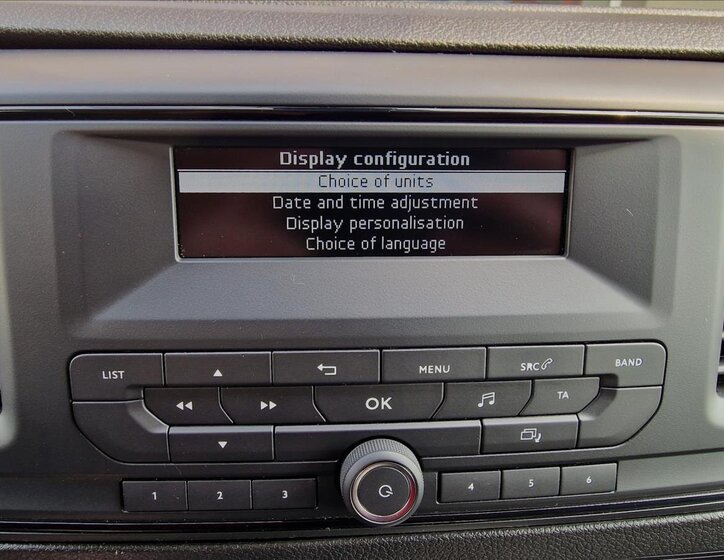 Display configuration
Choice of units
Date and time adjustment
Display personalisation
Choice of language
LIST
MENU
SRC
BAND
OK
TA
1
2
3
4
5
6